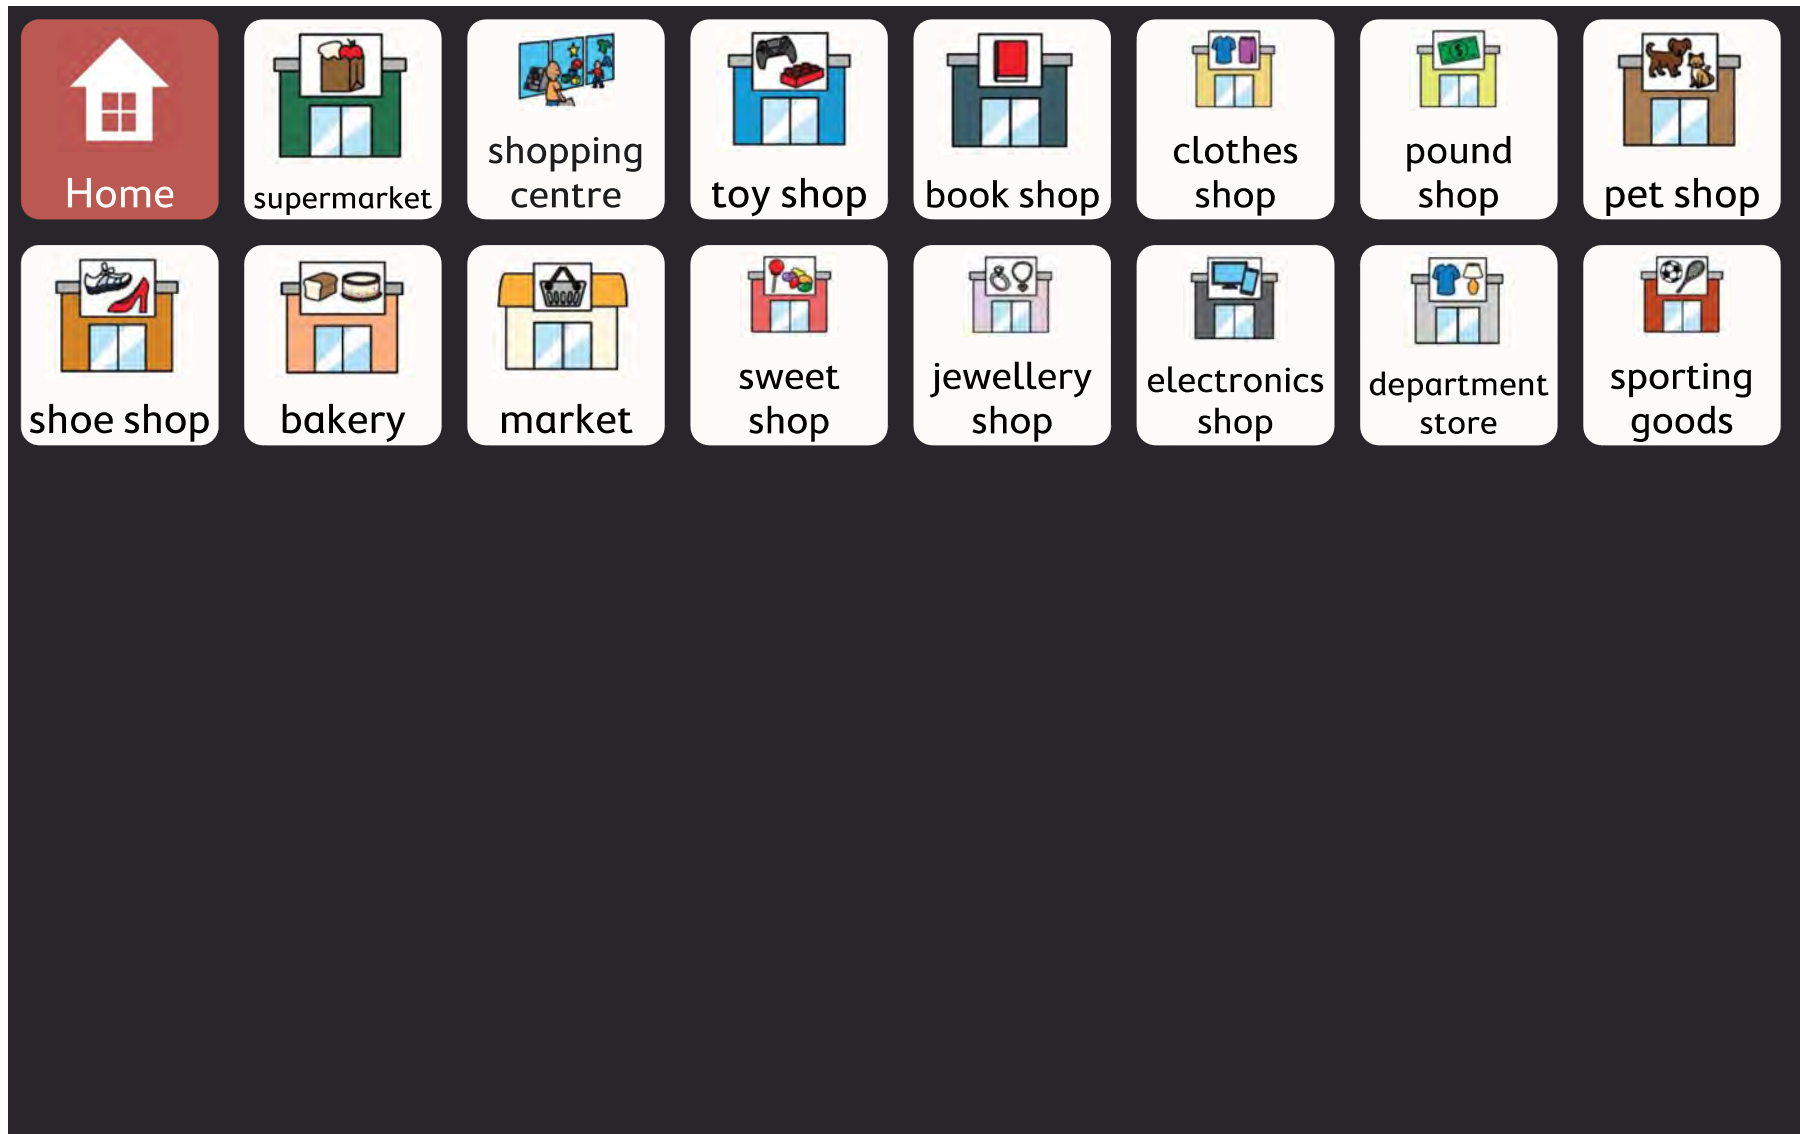 Home
supermarket
shopping
centre
toy shop
book shop
clothes
shop
pound
shop
pet shop
shoe shop
bakery
market
sweet
shop
jewellery
shop
electronics
shop
department
store
sporting
goods